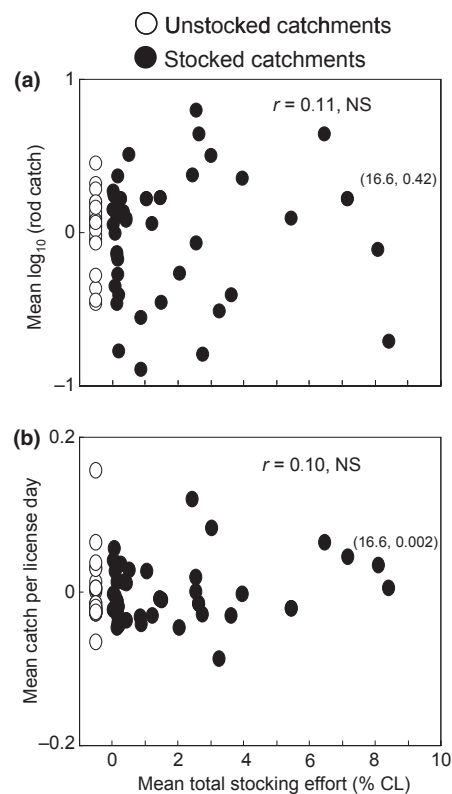 Unstocked catchments
Stocked catchments
(a)
1
r = 0.11, NS
(16.6, 0.42)
Mean log₁₀ (rod catch)
0
–1
(b)
0.2
r = 0.10, NS
(16.6, 0.002)
Mean catch per license day
0
–0.2
0 2 4 6 8 10
Mean total stocking effort (% CL)